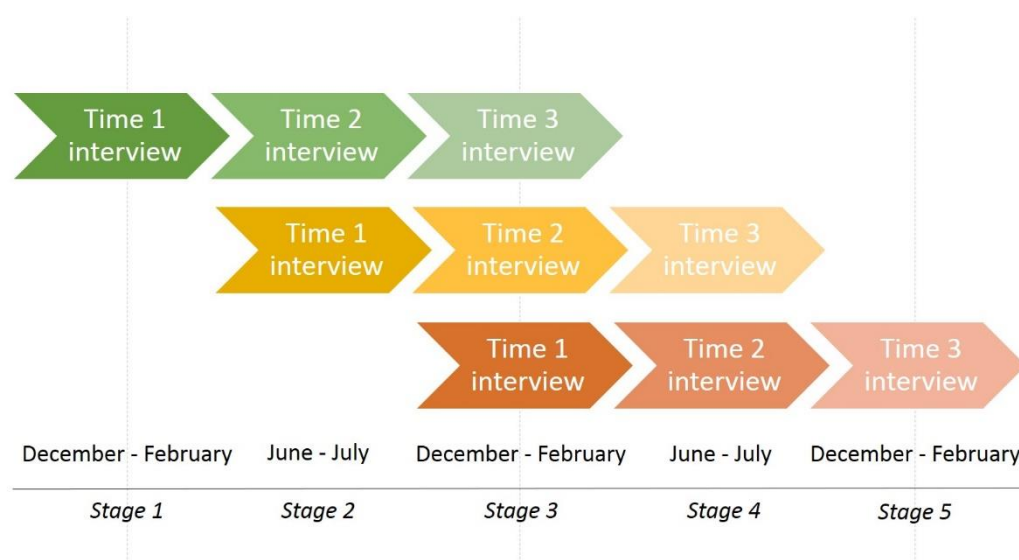 Time 1
interview
Time 2
interview
Time 3
interview
Time 1
interview
Time 2
interview
Time 3
interview
Time 1
interview
Time 2
interview
Time 3
interview
December - February
June - July
December - February
June - July
December - February
Stage 1
Stage 2
Stage 3
Stage 4
Stage 5